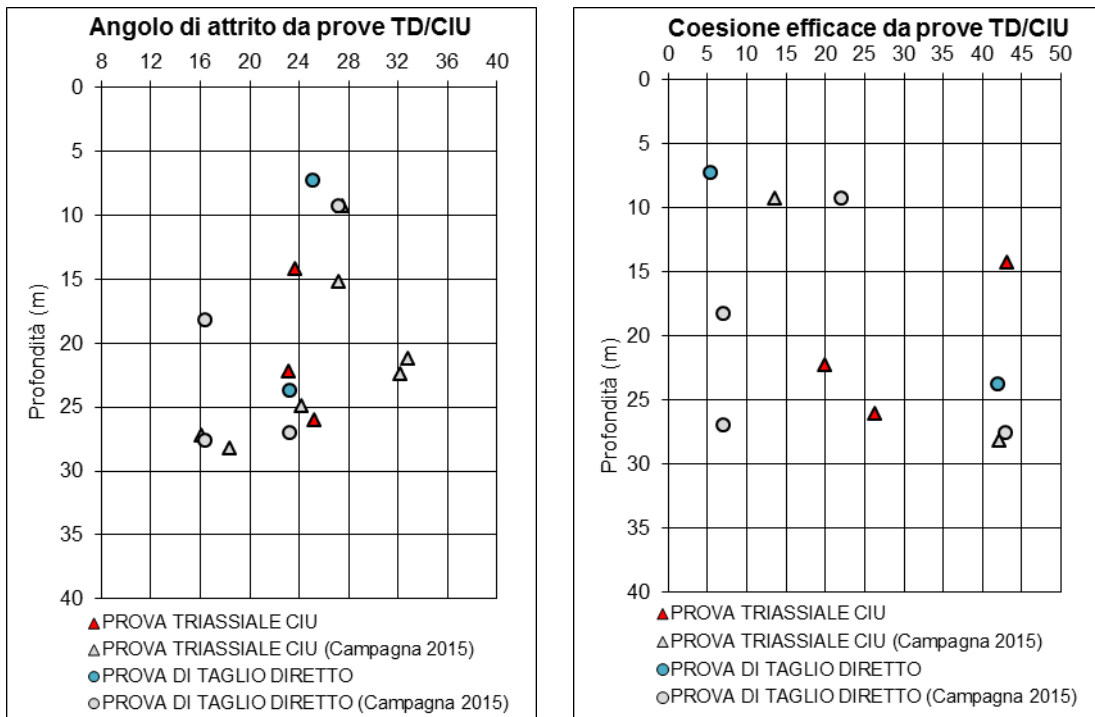 Angolo di attrito da prove TD/CIU
8 12 16 20 24 28 32 36 40
0
5
10
15
20
25
30
35
40
Profondità (m)
PROVA TRIASSIALE CIU
PROVA TRIASSIALE CIU (Campagna 2015)
PROVA DI TAGLIO DIRETTO
PROVA DI TAGLIO DIRETTO (Campagna 2015)
Coesione efficace da prove TD/CIU
0 5 10 15 20 25 30 35 40 45 50
0
5
10
15
20
25
30
35
40
Profondità (m)
PROVA TRIASSIALE CIU
PROVA TRIASSIALE CIU (Campagna 2015)
PROVA DI TAGLIO DIRETTO
PROVA DI TAGLIO DIRETTO (Campagna 2015)